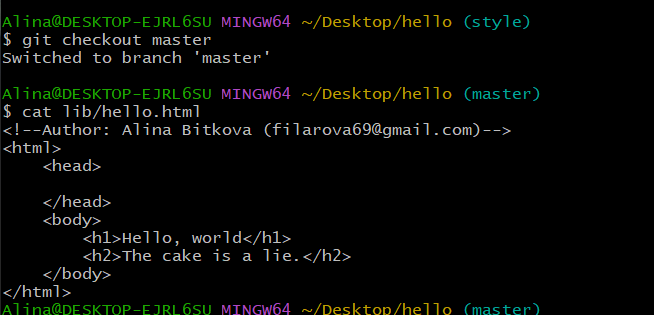 Alina@DESKTOP-EJRL6SU MINGW64 ~/Desktop/hello (style)
$ git checkout master
Switched to branch 'master'

Alina@DESKTOP-EJRL6SU MINGW64 ~/Desktop/hello (master)
$ cat lib/hello.html
<!--Author: Alina Bitkova (filarova69@gmail.com)-->
<html>
    <head>

    </head>
    <body>
        <h1>Hello, world</h1>
        <h2>The cake is a lie.</h2>
    </body>
</html>
Alina@DESKTOP-EJRL6SU MINGW64 ~/Desktop/hello (master)